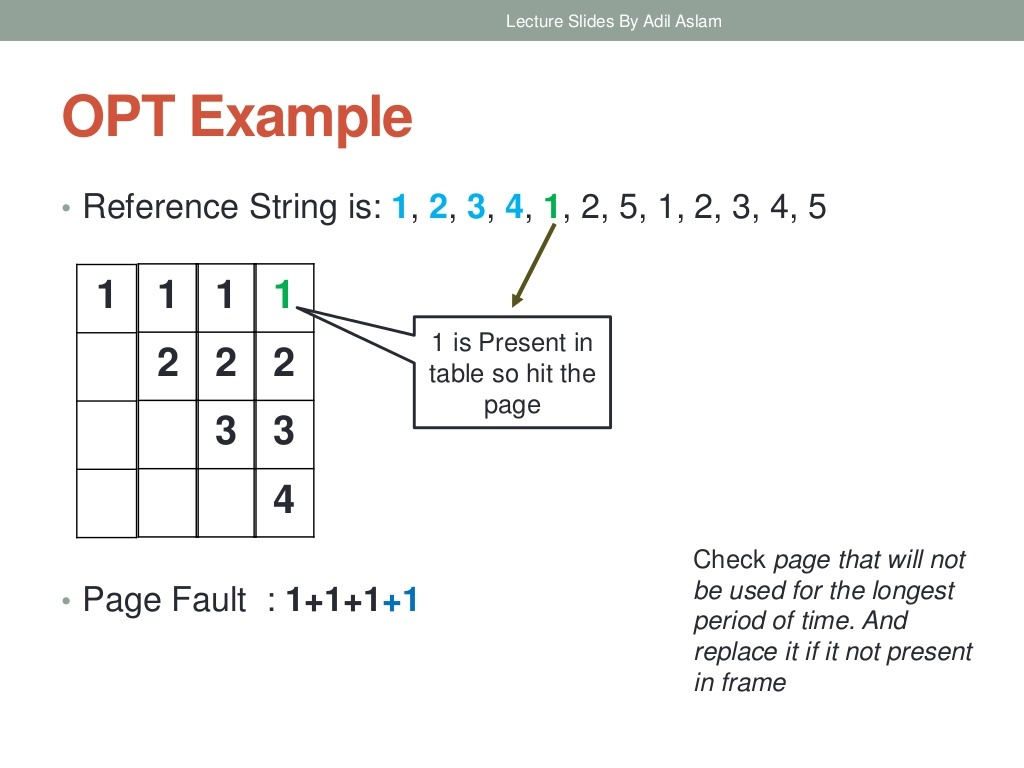 Lecture Slides By Adil Aslam
OPT Example
• Reference String is: 1, 2, 3, 4, 1, 2, 5, 1, 2, 3, 4, 5
1 1 1 1
2 2 2
3 3
4
1 is Present in
table so hit the
page
• Page Fault : 1+1+1+1
Check page that will not
be used for the longest
period of time. And
replace it if it not present
in frame